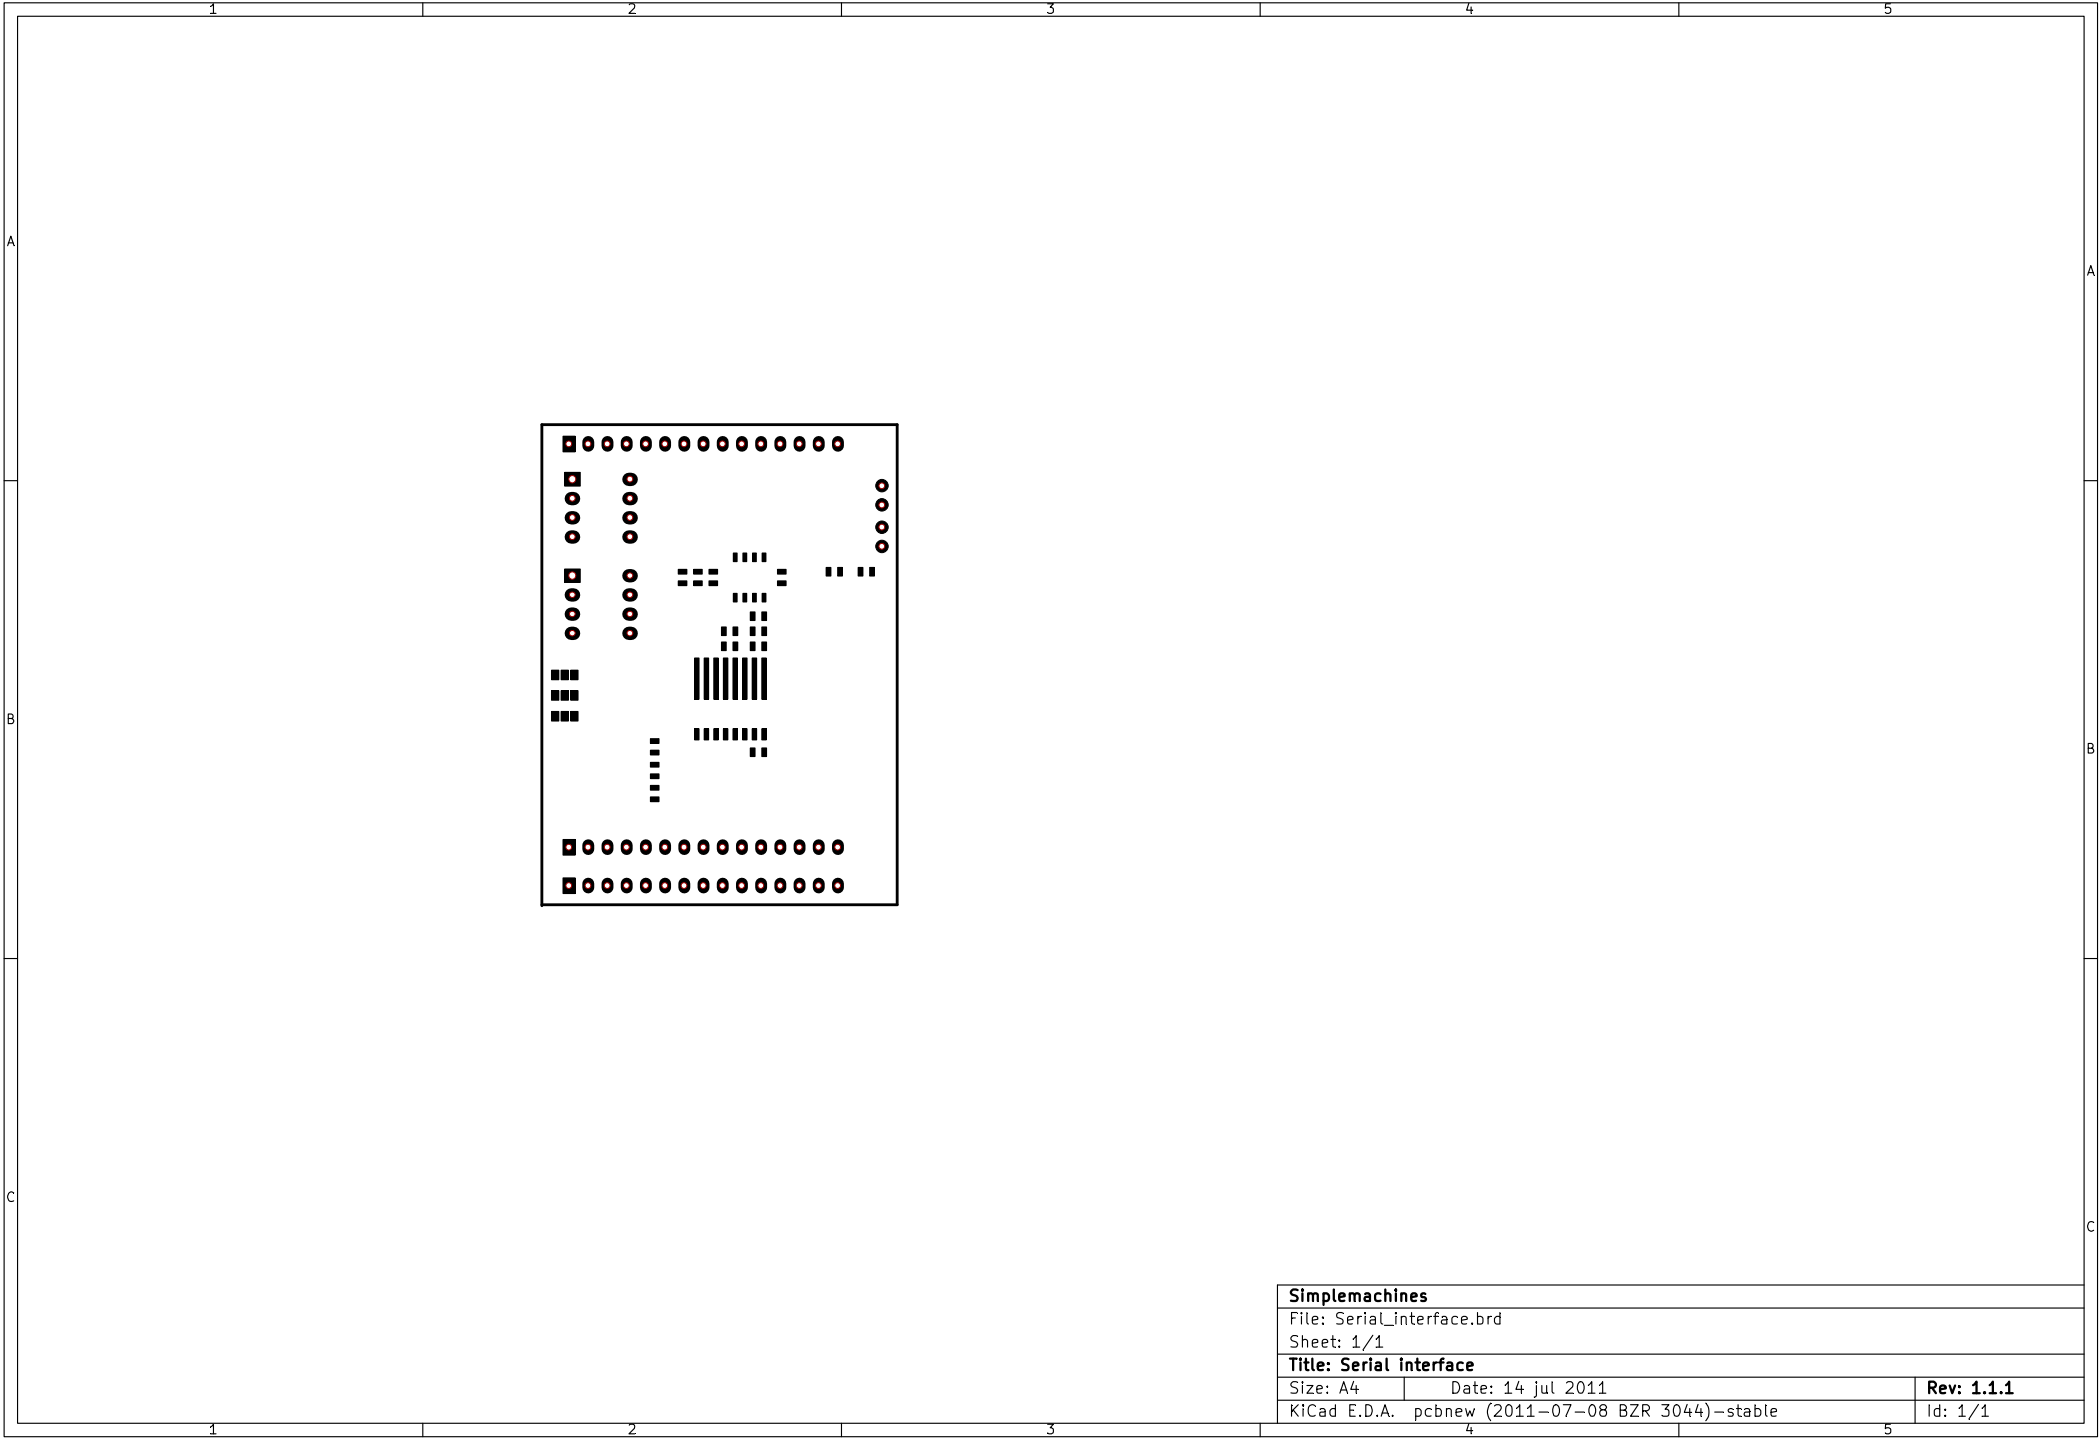 1 2 3 4 5
A A
B B
C C
Simplemachines
File: Serial_interface.brd
Sheet: 1/1
Title: Serial interface
Size: A4 Date: 14 jul 2011 Rev: 1.1.1
KiCad E.D.A. pcbnew (2011-07-08 BZR 3044)-stable Id: 1/1
1 2 3 4 5